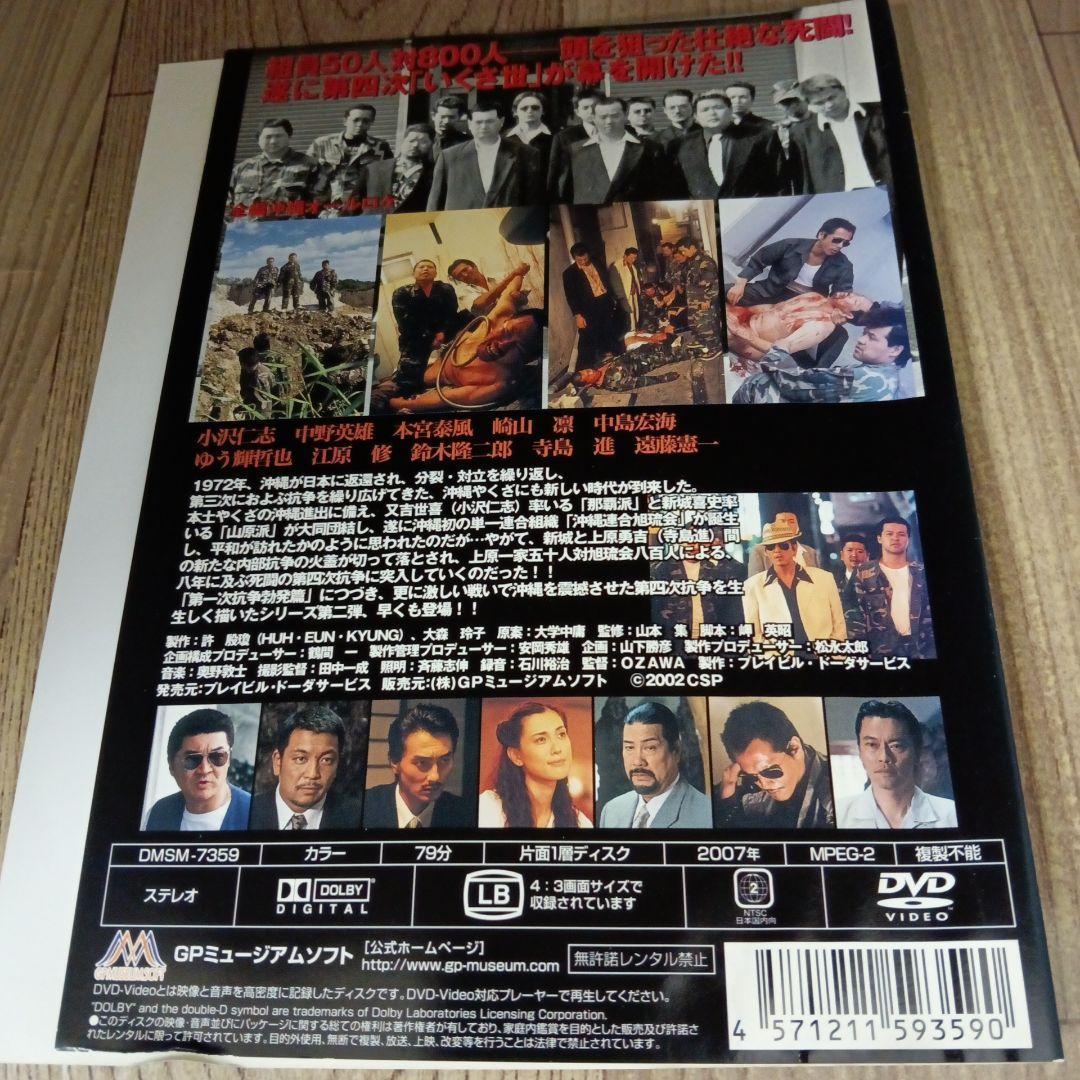 組員50人対800人――頭を狙った壮絶な死闘!
遂に第四次「いくさ世」が幕を開けた!!
全編沖縄オールロケ
小沢仁志 中野英雄 本宮泰風 崎山 凛 中島宏海
ゆう輝哲也 江原 修 鈴木隆二郎 寺島 進 遠藤憲一
1972年、沖縄が日本に返還され、分裂・対立を繰り返し、
第三次におよぶ抗争を繰り広げてきた、沖縄やくざにも新しい時代が到来した。
本土やくざの沖縄進出に備え、又吉世喜（小沢仁志）率いる「那覇派」と新城喜史率
いる「山原派」が大同団結し、遂に沖縄初の単一連合組織「沖縄連合旭琉会」が誕生
し、平和が訪れたかのように思われたのだが…やがて、新城と上原勇吉（寺島進）間
の新たな内部抗争の火蓋が切って落とされ、上原一家五十人対旭琉会八百人による、
八年に及ぶ死闘の第四次抗争に突入していくのだった！！
「第一次抗争勃発篇」につづき、更に激しい戦いで沖縄を震撼させた第四次抗争を生
生しく描いたシリーズ第二弾、早くも登場！！
製作：許 殷瓊（HUH・EUN・KYUNG）、大森 玲子 原案：大学中庸 監修：山本 集 脚本：岬 英昭
企画構成プロデューサー：鶴間 一 製作管理プロデューサー：安岡秀雄 企画：山下勝彦 製作プロデューサー：松永太郎
音楽：奥野敦士 撮影監督：田中一成 照明：斉藤志伸 録音：石川裕治 監督：OZAWA 製作：プレイビル・ドーダサービス
発売元：プレイビル・ドーダサービス 販売元：(株)GPミュージアムソフト ©2002 CSP
DMSM-7359 カラー 79分 片面1層ディスク 2007年 MPEG-2 複製不能
ステレオ DOLBY DIGITAL LB 4：3画面サイズで収録されています 2 NTSC 日本国内向 DVD VIDEO
GPMUSEUMSOFT GPミュージアムソフト [公式ホームページ] http://www.gp-museum.com 無許諾レンタル禁止
DVD-Videoとは映像と音声を高密度に記録したディスクです。DVD-Video対応プレーヤーで再生してください。
"DOLBY" and the double-D symbol are trademarks of Dolby Laboratories Licensing Corporation.
●このディスクの映像・音声並びにパッケージに関する総ての権利は著作権者が有しており、家庭内鑑賞を目的とした販売及び許諾さ
れたレンタルに限って許可されています。目的外使用、無断で複製、放送、上映、改変等を行うことは法律で禁止されています。
4 571211 593590